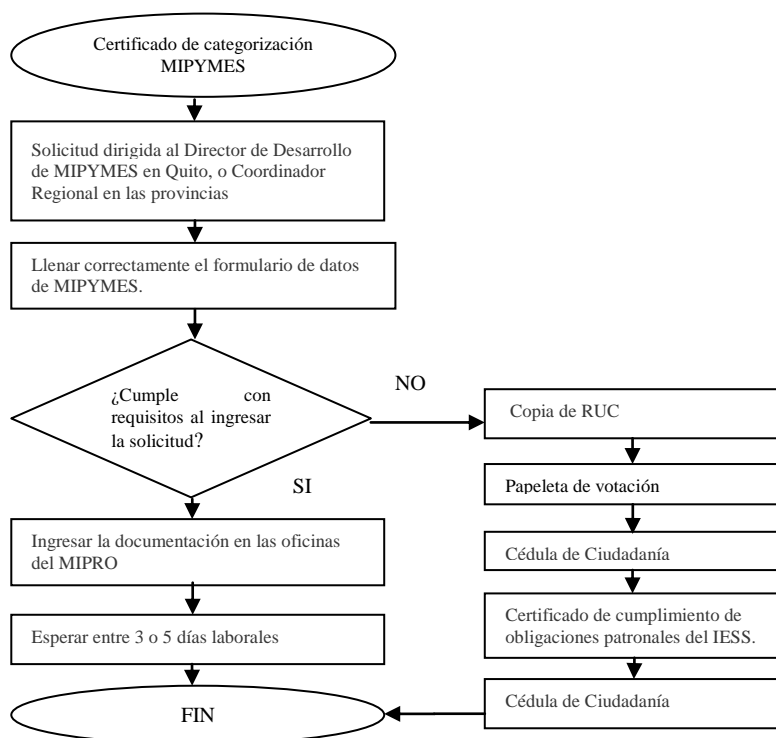 Certificado de categorización
MIPYMES
Solicitud dirigida al Director de Desarrollo
de MIPYMES en Quito, o Coordinador
Regional en las provincias
Llenar correctamente el formulario de datos
de MIPYMES.
¿Cumple con
requisitos al ingresar
la solicitud?
NO
SI
Ingresar la documentación en las oficinas
del MIPRO
Esperar entre 3 o 5 días laborales
FIN
Copia de RUC
Papeleta de votación
Cédula de Ciudadanía
Certificado de cumplimiento de
obligaciones patronales del IESS.
Cédula de Ciudadanía